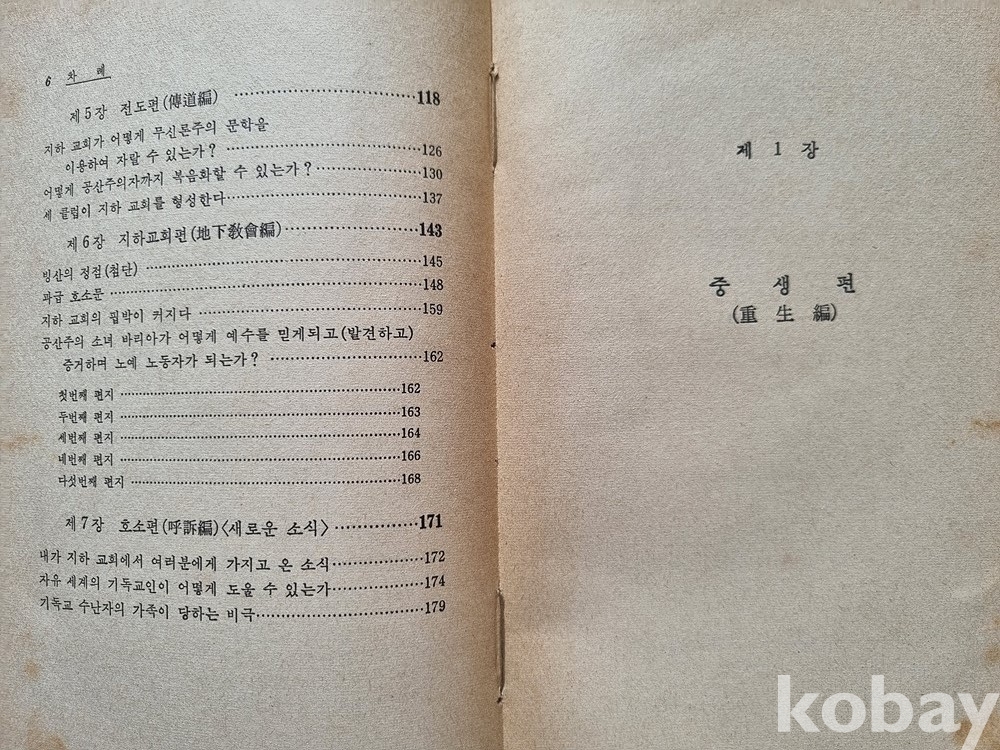 6 차 례
제5장 전도편(傳道編) ························118
지하 교회가 어떻게 무신론주의 문학을
이용하여 자랄 수 있는가? ························126
어떻게 공산주의자까지 복음화할 수 있는가? ···············130
세 클럽이 지하 교회를 형성한다························137
제6장 지하교회편(地下敎會編)·················143
빙산의 정점(첨단) ························145
파급 호소문 ························148
지하 교회의 핍박이 커지다 ························159
공산주의 소녀 바리아가 어떻게 예수를 믿게되고(발견하고)
증거하며 노예 노동자가 되는가? ·····················162
첫번째 편지 ························162
두번째 편지 ························163
세번째 편지 ························164
네번째 편지 ························166
다섯번째 편지 ························168
제7장 호소편(呼訴編)〈새로운 소식〉·············171
내가 지하 교회에서 여러분에게 가지고 온 소식·············172
자유 세계의 기독교인이 어떻게 도울 수 있는가·············174
기독교 수난자의 가족이 당하는 비극·····················179
제 1 장
중 생 편
(重 生 編)
kobay